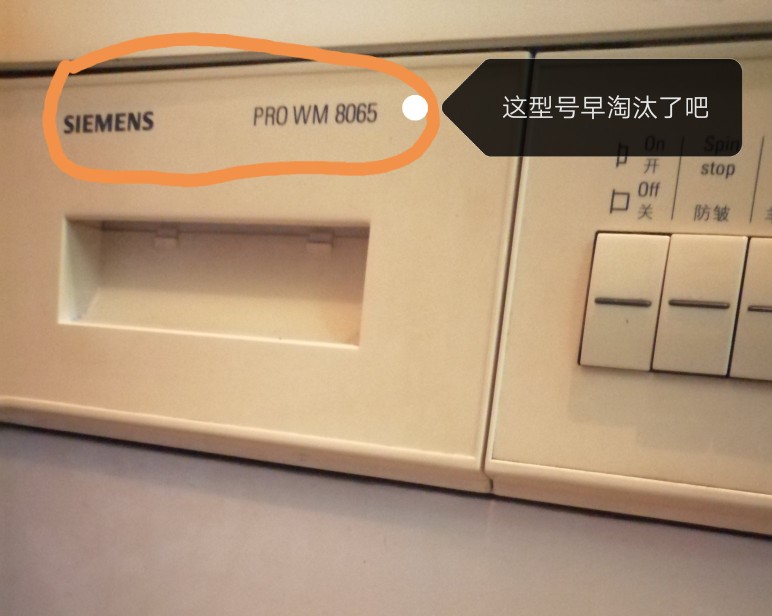 SIEMENS
PRO WM 8065
这型号早淘汰了吧
On
开
Off
关
Spin
stop
防皱